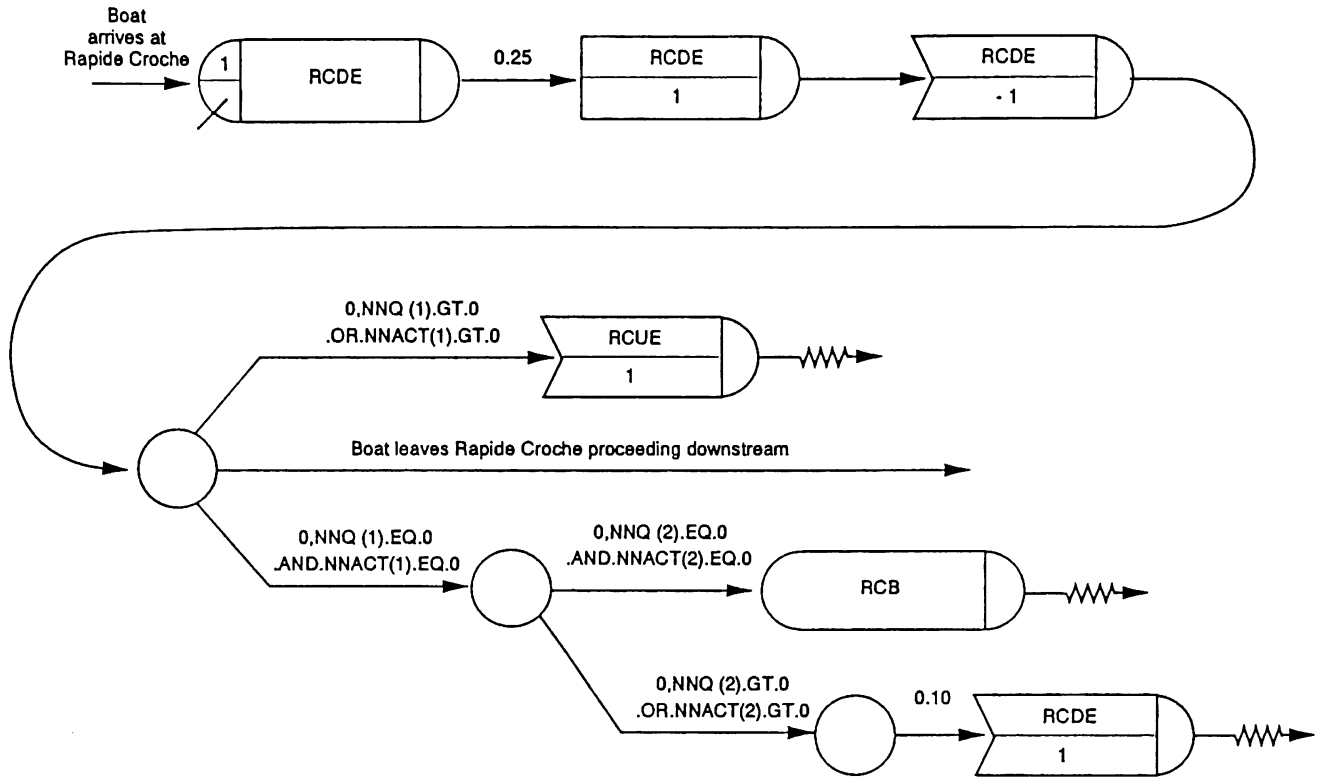 Boat
arrives at
Rapide Croche
1
RCDE
0.25
RCDE
1
RCDE
- 1
0,NNQ (1).GT.0
.OR.NNACT(1).GT.0
RCUE
1
Boat leaves Rapide Croche proceeding downstream
0,NNQ (1).EQ.0
.AND.NNACT(1).EQ.0
0,NNQ (2).EQ.0
.AND.NNACT(2).EQ.0
RCB
0,NNQ (2).GT.0
.OR.NNACT(2).GT.0
0.10
RCDE
1